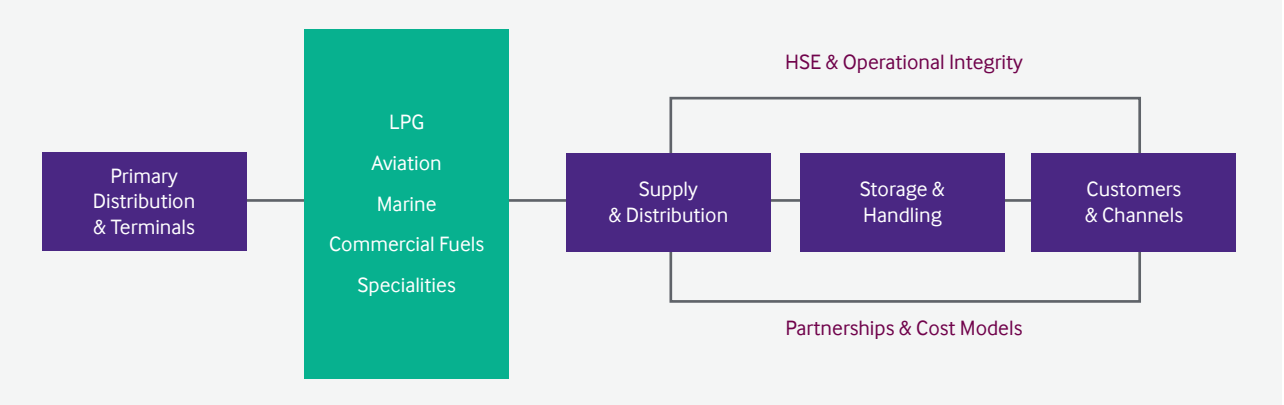 Primary
Distribution
& Terminals
LPG
Aviation
Marine
Commercial Fuels
Specialities
HSE & Operational Integrity
Supply
& Distribution
Storage &
Handling
Customers
& Channels
Partnerships & Cost Models